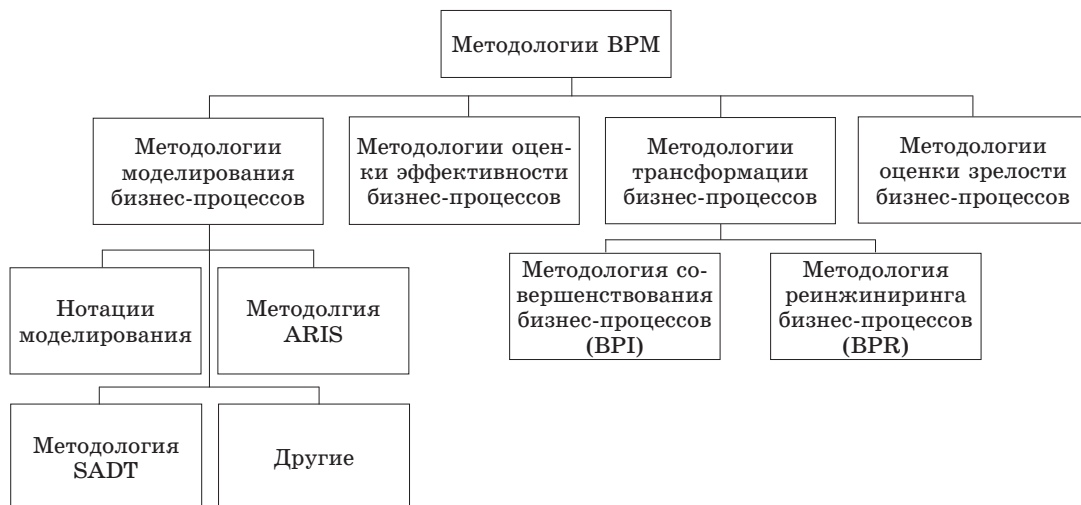 Методологии BPM
Методологии
моделирования
бизнес-процессов
Методологии оцен-
ки эффективности
бизнес-процессов
Методологии
трансформации
бизнес-процессов
Методологии
оценки зрелости
бизнес-процессов
Нотации
моделирования
Методолгия
ARIS
Методология со-
вершенствования
бизнес-процессов
(BPI)
Методология
реинжиниринга
бизнес-процессов
(BPR)
Методология
SADT
Другие